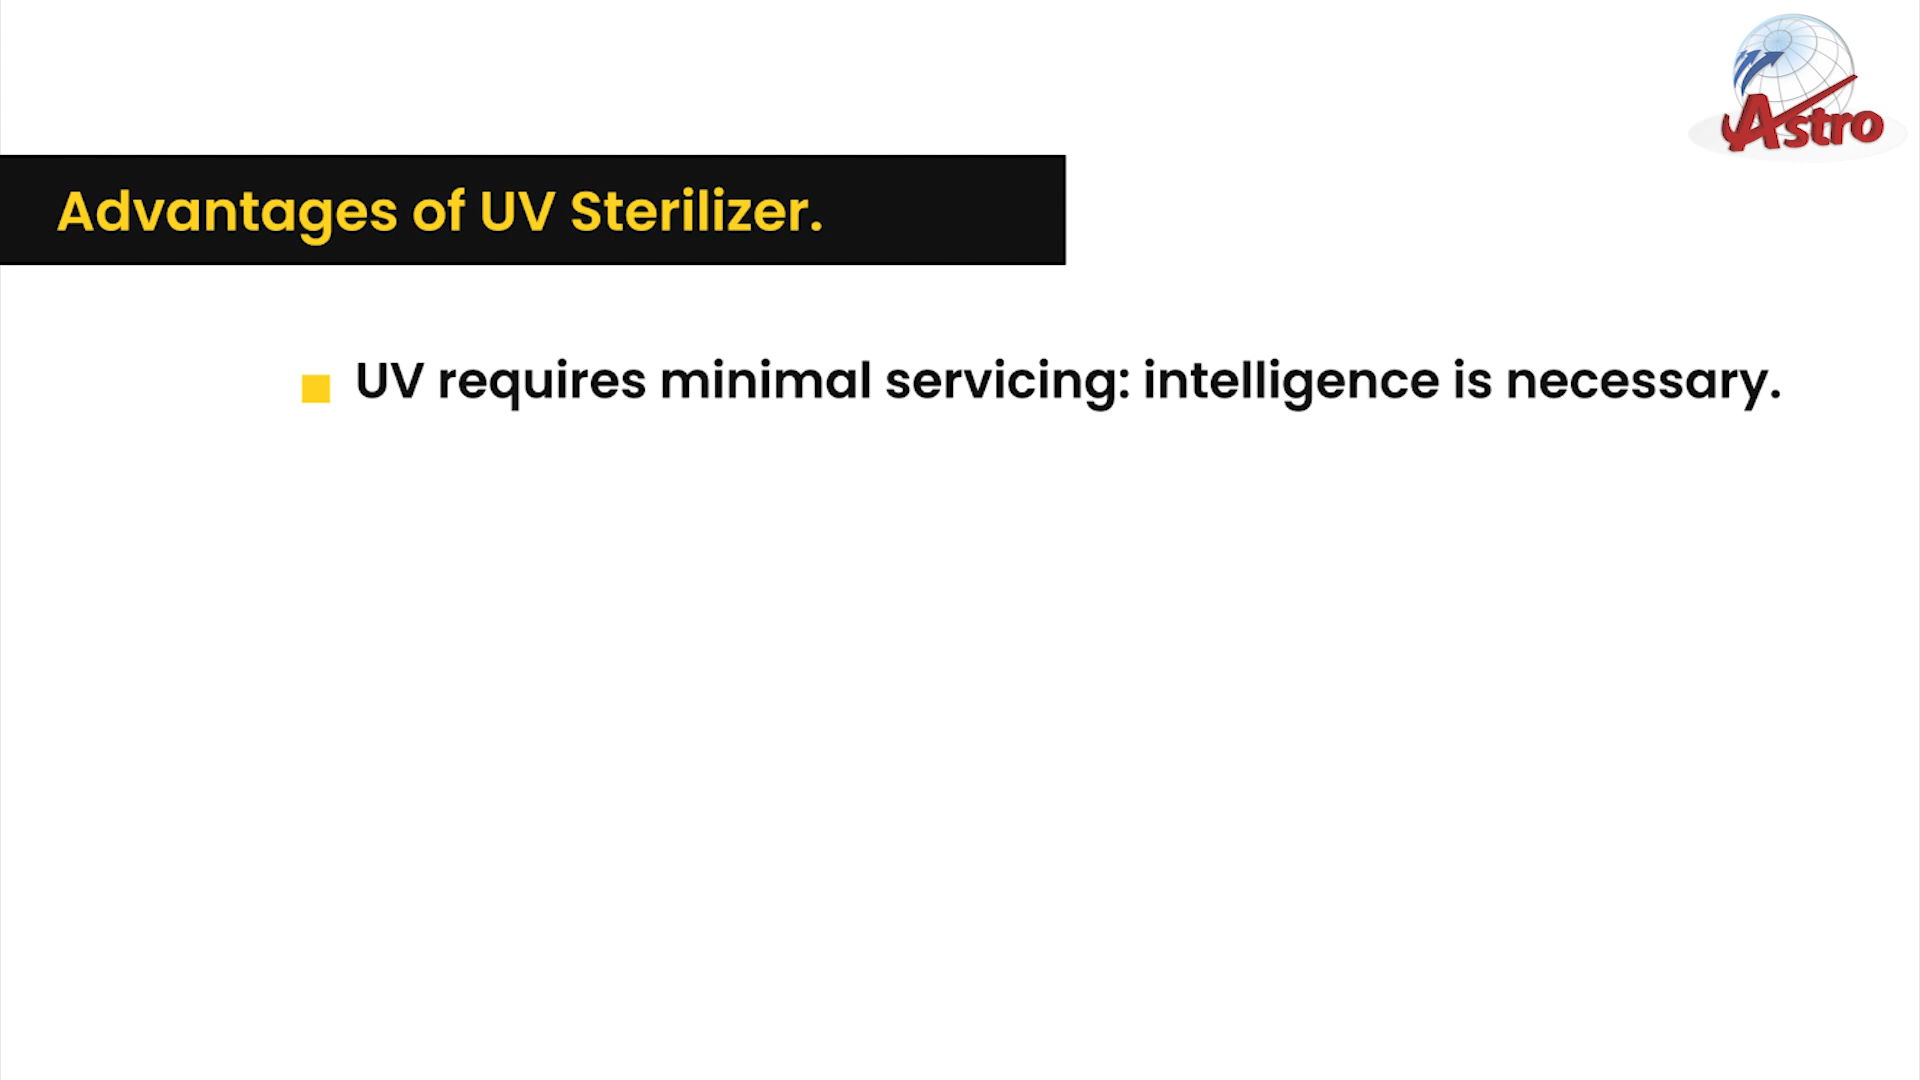 Astro
Advantages of UV Sterilizer.
UV requires minimal servicing: intelligence is necessary.